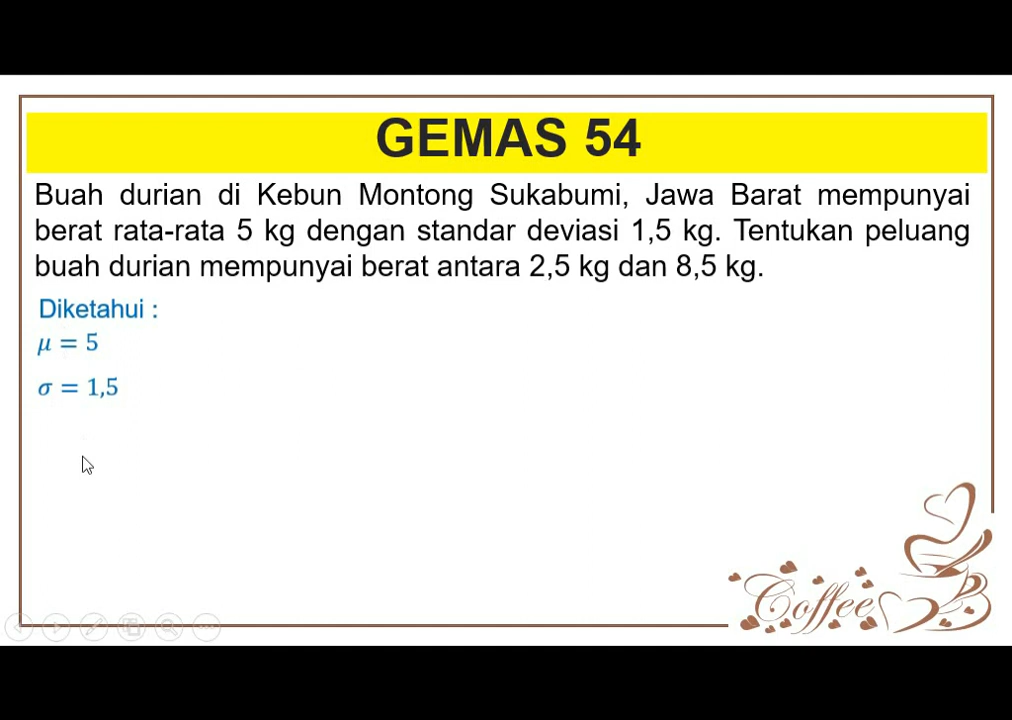 GEMAS 54
Buah durian di Kebun Montong Sukabumi, Jawa Barat mempunyai
berat rata-rata 5 kg dengan standar deviasi 1,5 kg. Tentukan peluang
buah durian mempunyai berat antara 2,5 kg dan 8,5 kg.
Diketahui :
μ = 5
σ = 1,5
Coffee